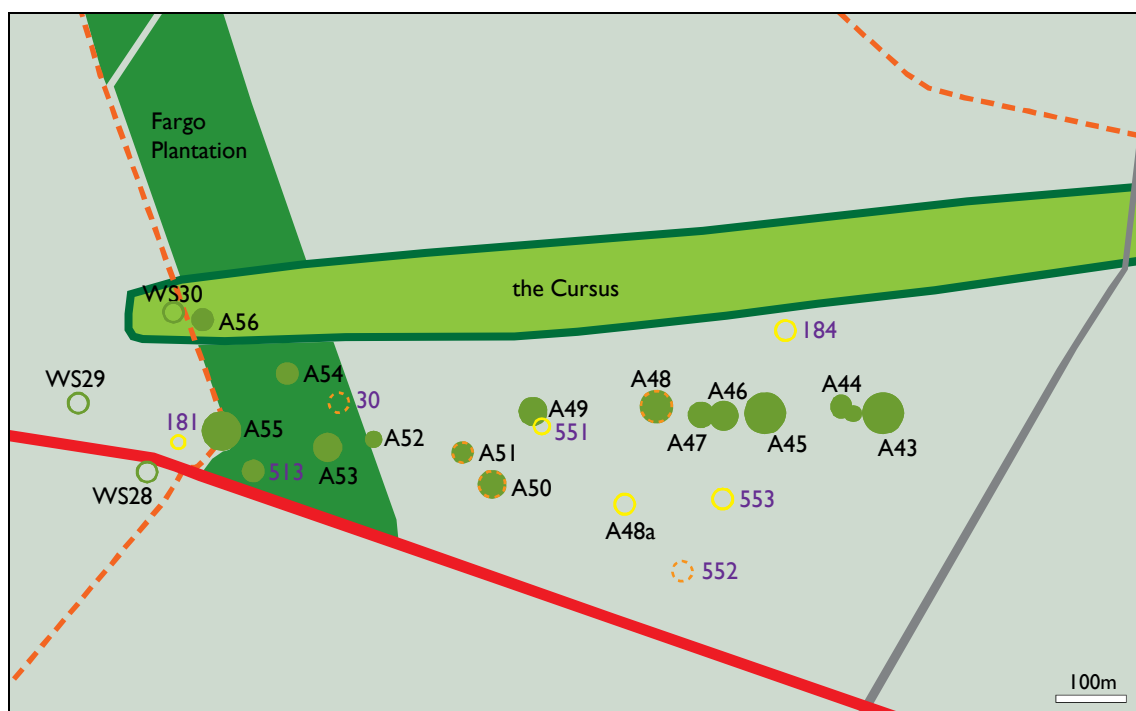 Fargo
Plantation
the Cursus
WS30
A56
184
WS29
A54
A48
A46
A44
30
181
A55
A52
A49
551
A47
A45
A43
A51
WS28
513
A53
A50
553
A48a
552
100m